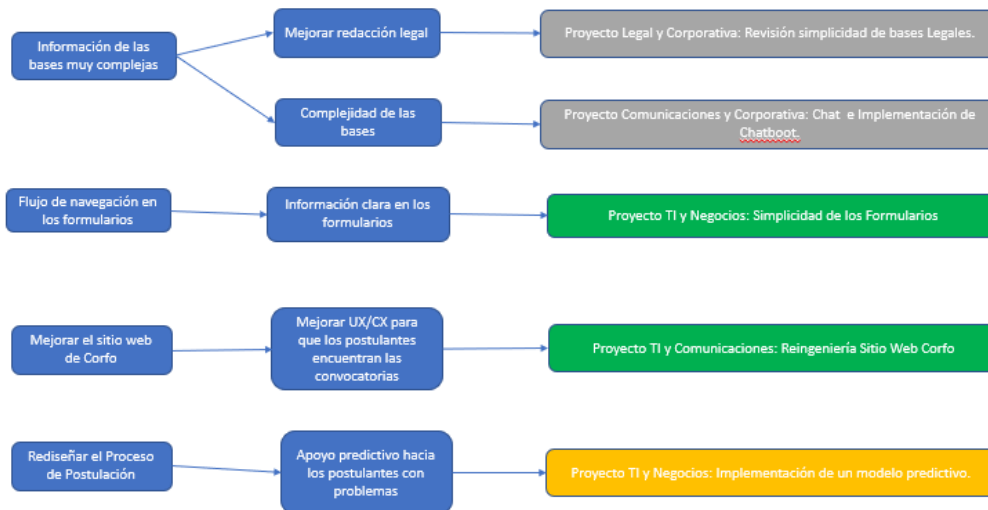 Información de las
bases muy complejas
Mejorar redacción legal
Proyecto Legal y Corporativa: Revisión simplicidad de bases Legales.
Complejidad de las
bases
Proyecto Comunicaciones y Corporativa: Chat e Implementación de
Chatboot.
Flujo de navegación en
los formularios
Información clara en los
formularios
Proyecto TI y Negocios: Simplicidad de los Formularios
Mejorar el sitio web
de Corfo
Mejorar UX/CX para
que los postulantes
encuentran las
convocatorias
Proyecto TI y Comunicaciones: Reingeniería Sitio Web Corfo
Rediseñar el Proceso
de Postulación
Apoyo predictivo hacia
los postulantes con
problemas
Proyecto TI y Negocios: Implementación de un modelo predictivo.